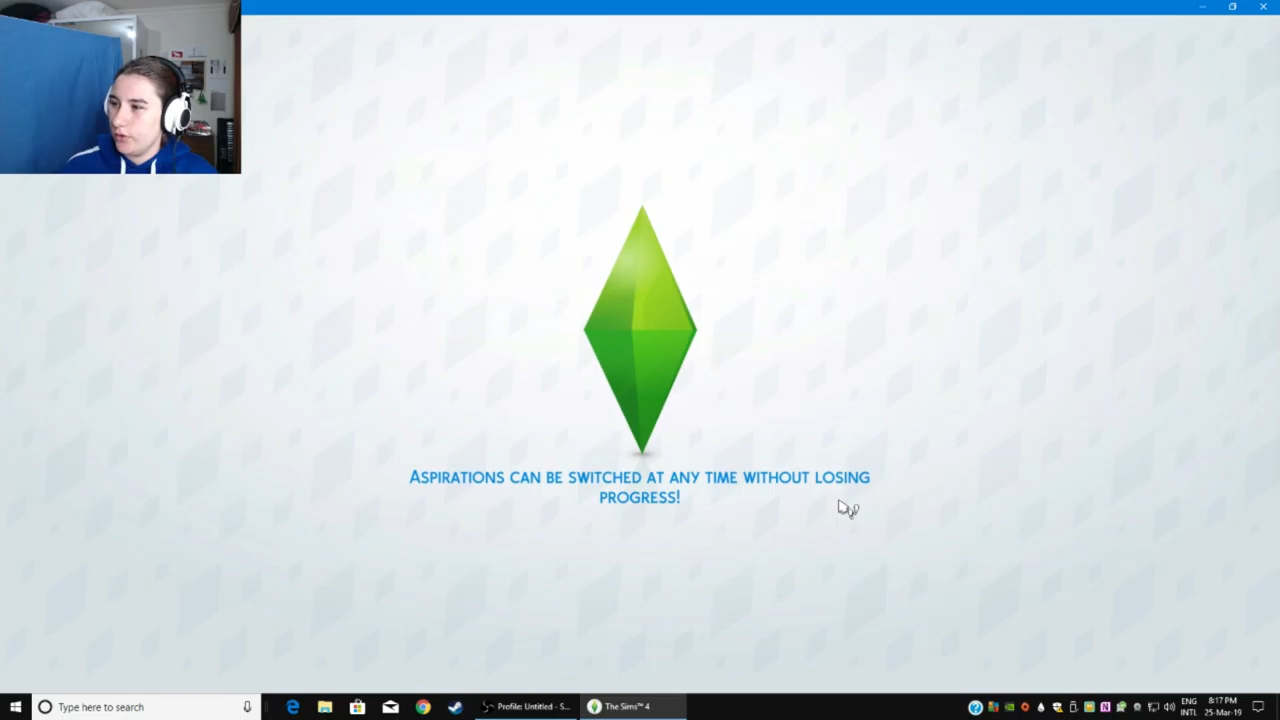 ASPIRATIONS CAN BE SWITCHED AT ANY TIME WITHOUT LOSING
PROGRESS!
Type here to search
Profile: Untitled - S...
The Sims™ 4
ENG
INTL
8:17 PM
25-Mar-19